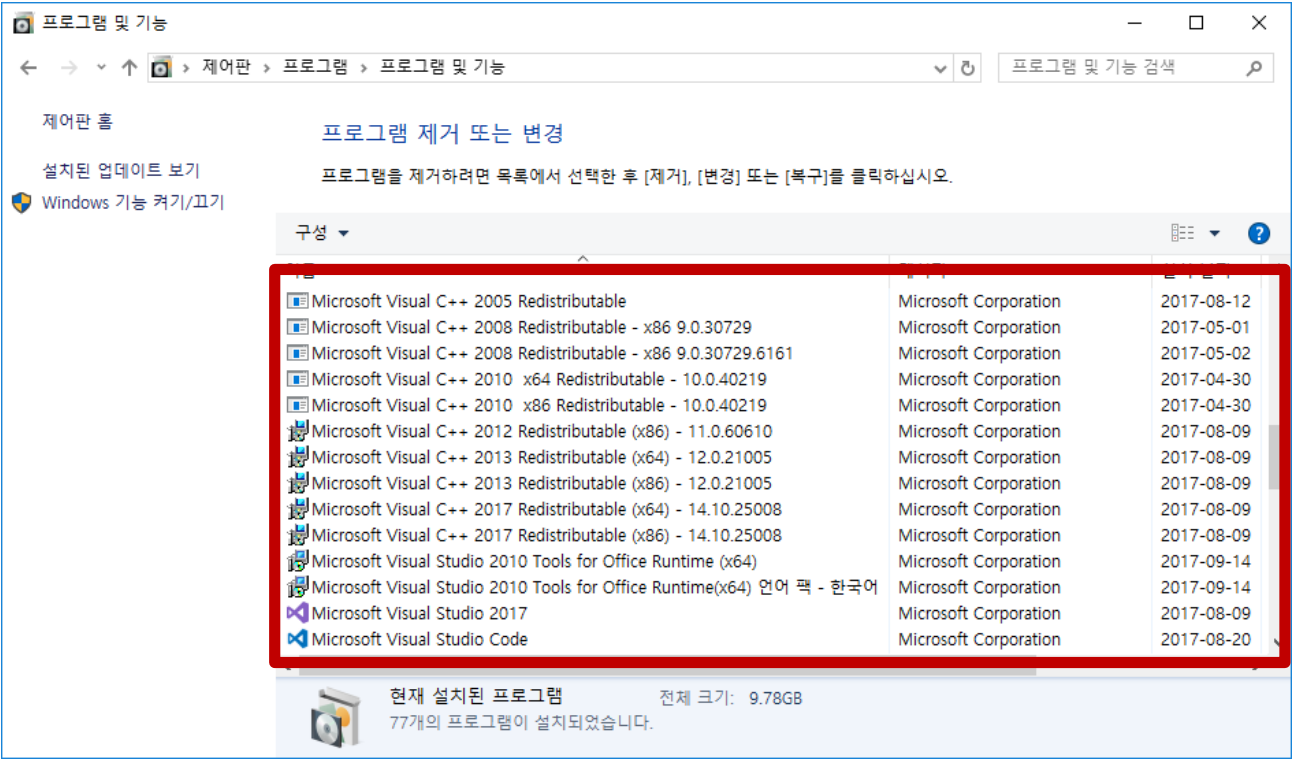 프로그램 및 기능
제어판 › 프로그램 › 프로그램 및 기능
프로그램 및 기능 검색
제어판 홈
설치된 업데이트 보기
Windows 기능 켜기/끄기
프로그램 제거 또는 변경
프로그램을 제거하려면 목록에서 선택한 후 [제거], [변경] 또는 [복구]를 클릭하십시오.
구성
Microsoft Visual C++ 2005 Redistributable Microsoft Corporation 2017-08-12
Microsoft Visual C++ 2008 Redistributable - x86 9.0.30729 Microsoft Corporation 2017-05-01
Microsoft Visual C++ 2008 Redistributable - x86 9.0.30729.6161 Microsoft Corporation 2017-05-02
Microsoft Visual C++ 2010  x64 Redistributable - 10.0.40219 Microsoft Corporation 2017-04-30
Microsoft Visual C++ 2010  x86 Redistributable - 10.0.40219 Microsoft Corporation 2017-04-30
Microsoft Visual C++ 2012 Redistributable (x86) - 11.0.60610 Microsoft Corporation 2017-08-09
Microsoft Visual C++ 2013 Redistributable (x64) - 12.0.21005 Microsoft Corporation 2017-08-09
Microsoft Visual C++ 2013 Redistributable (x86) - 12.0.21005 Microsoft Corporation 2017-08-09
Microsoft Visual C++ 2017 Redistributable (x64) - 14.10.25008 Microsoft Corporation 2017-08-09
Microsoft Visual C++ 2017 Redistributable (x86) - 14.10.25008 Microsoft Corporation 2017-08-09
Microsoft Visual Studio 2010 Tools for Office Runtime (x64) Microsoft Corporation 2017-09-14
Microsoft Visual Studio 2010 Tools for Office Runtime(x64) 언어 팩 - 한국어 Microsoft Corporation 2017-09-14
Microsoft Visual Studio 2017 Microsoft Corporation 2017-08-09
Microsoft Visual Studio Code Microsoft Corporation 2017-08-20
현재 설치된 프로그램 전체 크기: 9.78GB
77개의 프로그램이 설치되었습니다.